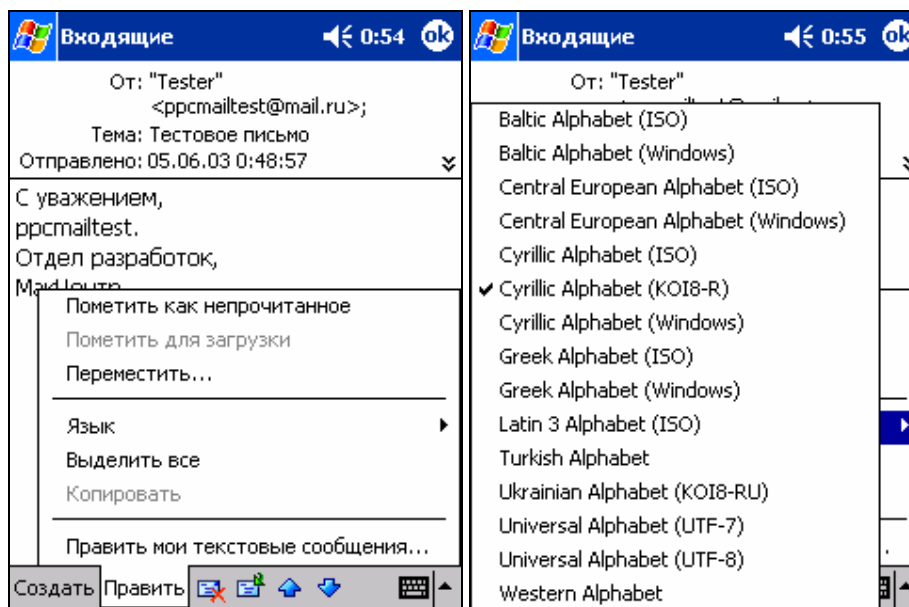 Входящие 0:54 ok
От: "Tester"
<ppcmailtest@mail.ru>;
Тема: Тестовое письмо
Отправлено: 05.06.03 0:48:57
С уважением,
ppcmailtest.
Отдел разработок,
Пометить как непрочитанное
Пометить для загрузки
Переместить...
Язык
Выделить все
Копировать
Править мои текстовые сообщения...
Создать Править
Входящие 0:55 ok
От: "Tester"
Baltic Alphabet (ISO)
Baltic Alphabet (Windows)
Central European Alphabet (ISO)
Central European Alphabet (Windows)
Cyrillic Alphabet (ISO)
Cyrillic Alphabet (KOI8-R)
Cyrillic Alphabet (Windows)
Greek Alphabet (ISO)
Greek Alphabet (Windows)
Latin 3 Alphabet (ISO)
Turkish Alphabet
Ukrainian Alphabet (KOI8-RU)
Universal Alphabet (UTF-7)
Universal Alphabet (UTF-8)
Western Alphabet